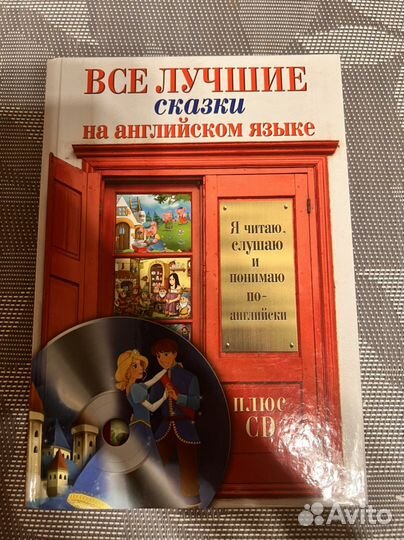 ВСЕ ЛУЧШИЕ
сказки
на английском языке
Я читаю,
слушаю
и
понимаю
по-
английски
плюс
CD
Avito